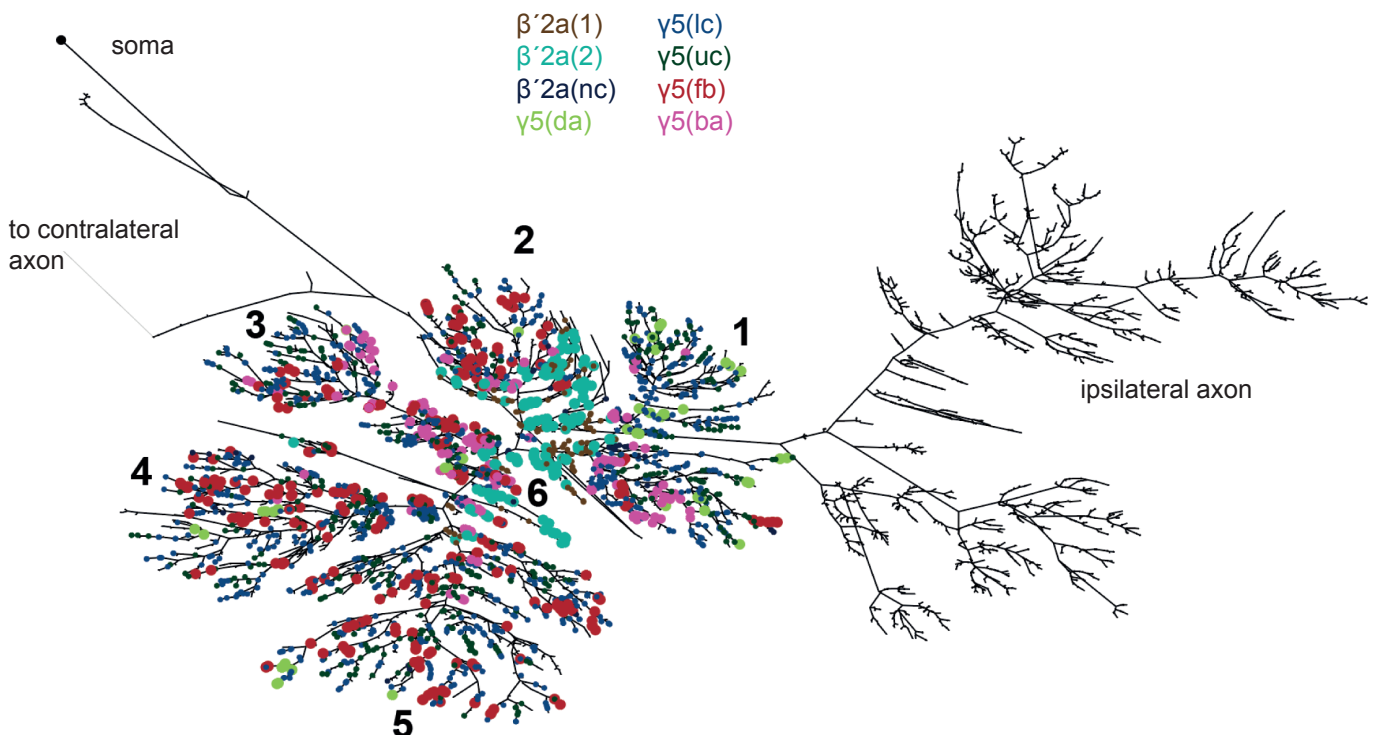 soma
β´2a(1) γ5(lc)
β´2a(2) γ5(uc)
β´2a(nc) γ5(fb)
γ5(da) γ5(ba)
to contralateral
axon
2
3
1
ipsilateral axon
4
6
5